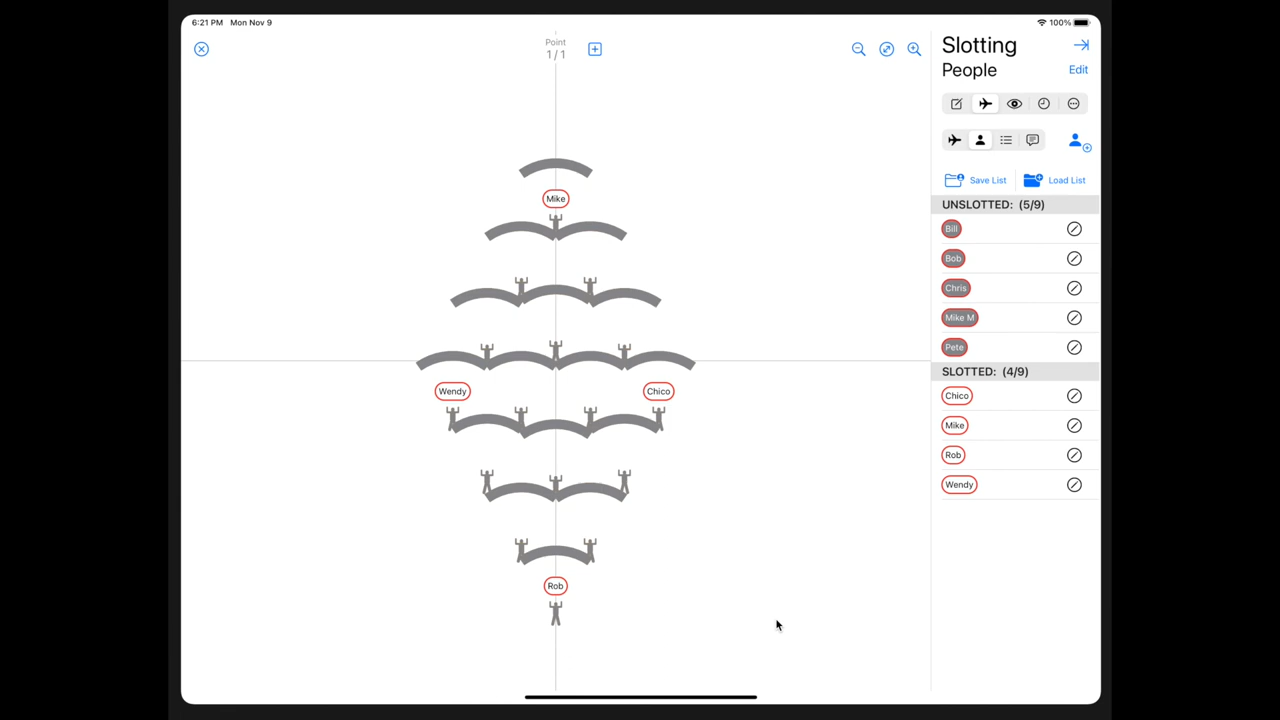 6:21 PM Mon Nov 9
100%
Point
1 / 1
Slotting
People
Edit
Save List
Load List
UNSLOTTED: (5/9)
Bill
Bob
Chris
Mike M
Pete
SLOTTED: (4/9)
Chico
Mike
Rob
Wendy
Mike
Wendy
Chico
Rob